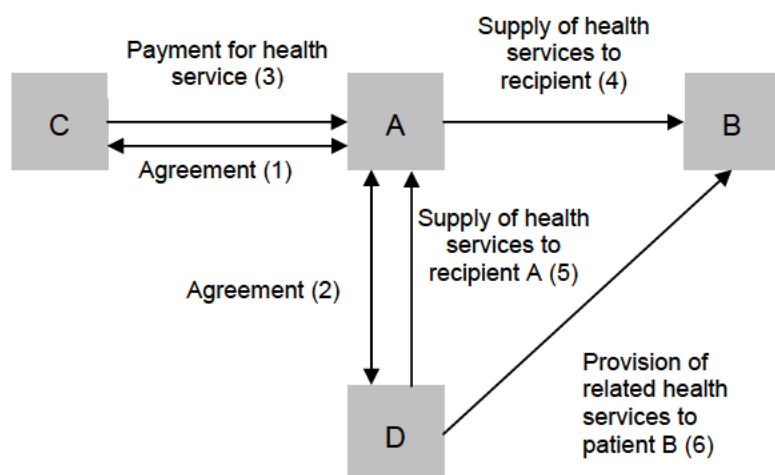 Payment for health
service (3)
Supply of health
services to
recipient (4)
C
A
B
Agreement (1)
Supply of health
services to
recipient A (5)
Agreement (2)
Provision of
related health
services to
patient B (6)
D